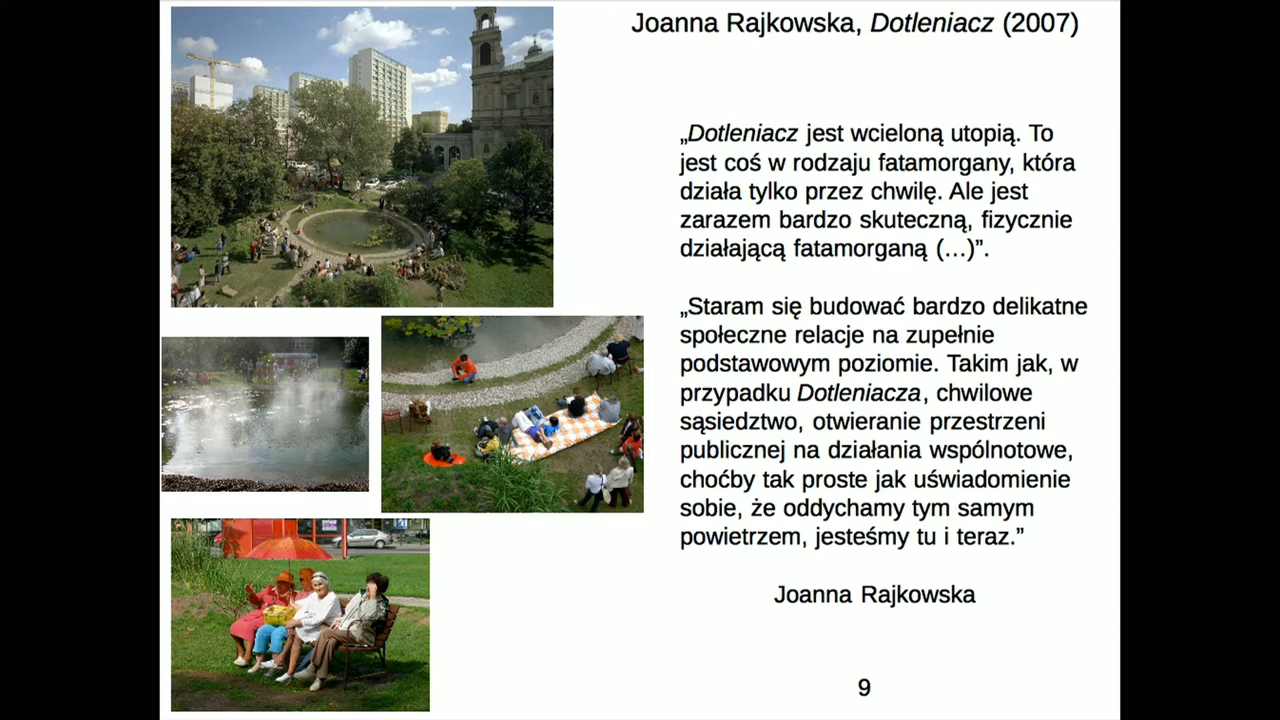 Joanna Rajkowska, Dotleniacz (2007)
„Dotleniacz jest wcieloną utopią. To
jest coś w rodzaju fatamorgany, która
działa tylko przez chwilę. Ale jest
zarazem bardzo skuteczną, fizycznie
działającą fatamorganą (…)”.
„Staram się budować bardzo delikatne
społeczne relacje na zupełnie
podstawowym poziomie. Takim jak, w
przypadku Dotleniacza, chwilowe
sąsiedztwo, otwieranie przestrzeni
publicznej na działania wspólnotowe,
choćby tak proste jak uświadomienie
sobie, że oddychamy tym samym
powietrzem, jesteśmy tu i teraz.”
Joanna Rajkowska
9